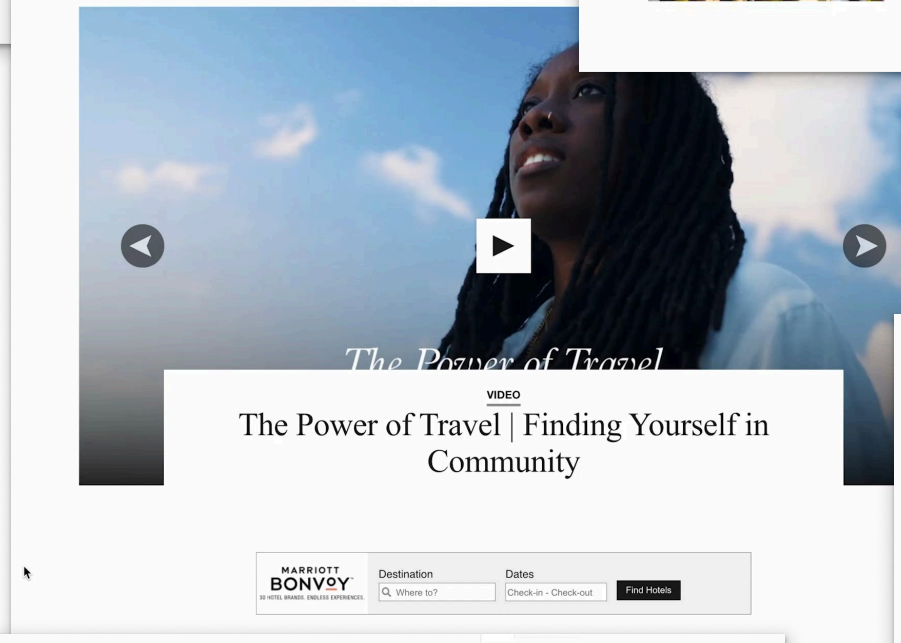 The Power of Travel
VIDEO
The Power of Travel | Finding Yourself in
Community
MARRIOTT
BONVOY™
30 HOTEL BRANDS. ENDLESS EXPERIENCES.
Destination
Where to?
Dates
Check-in - Check-out
Find Hotels